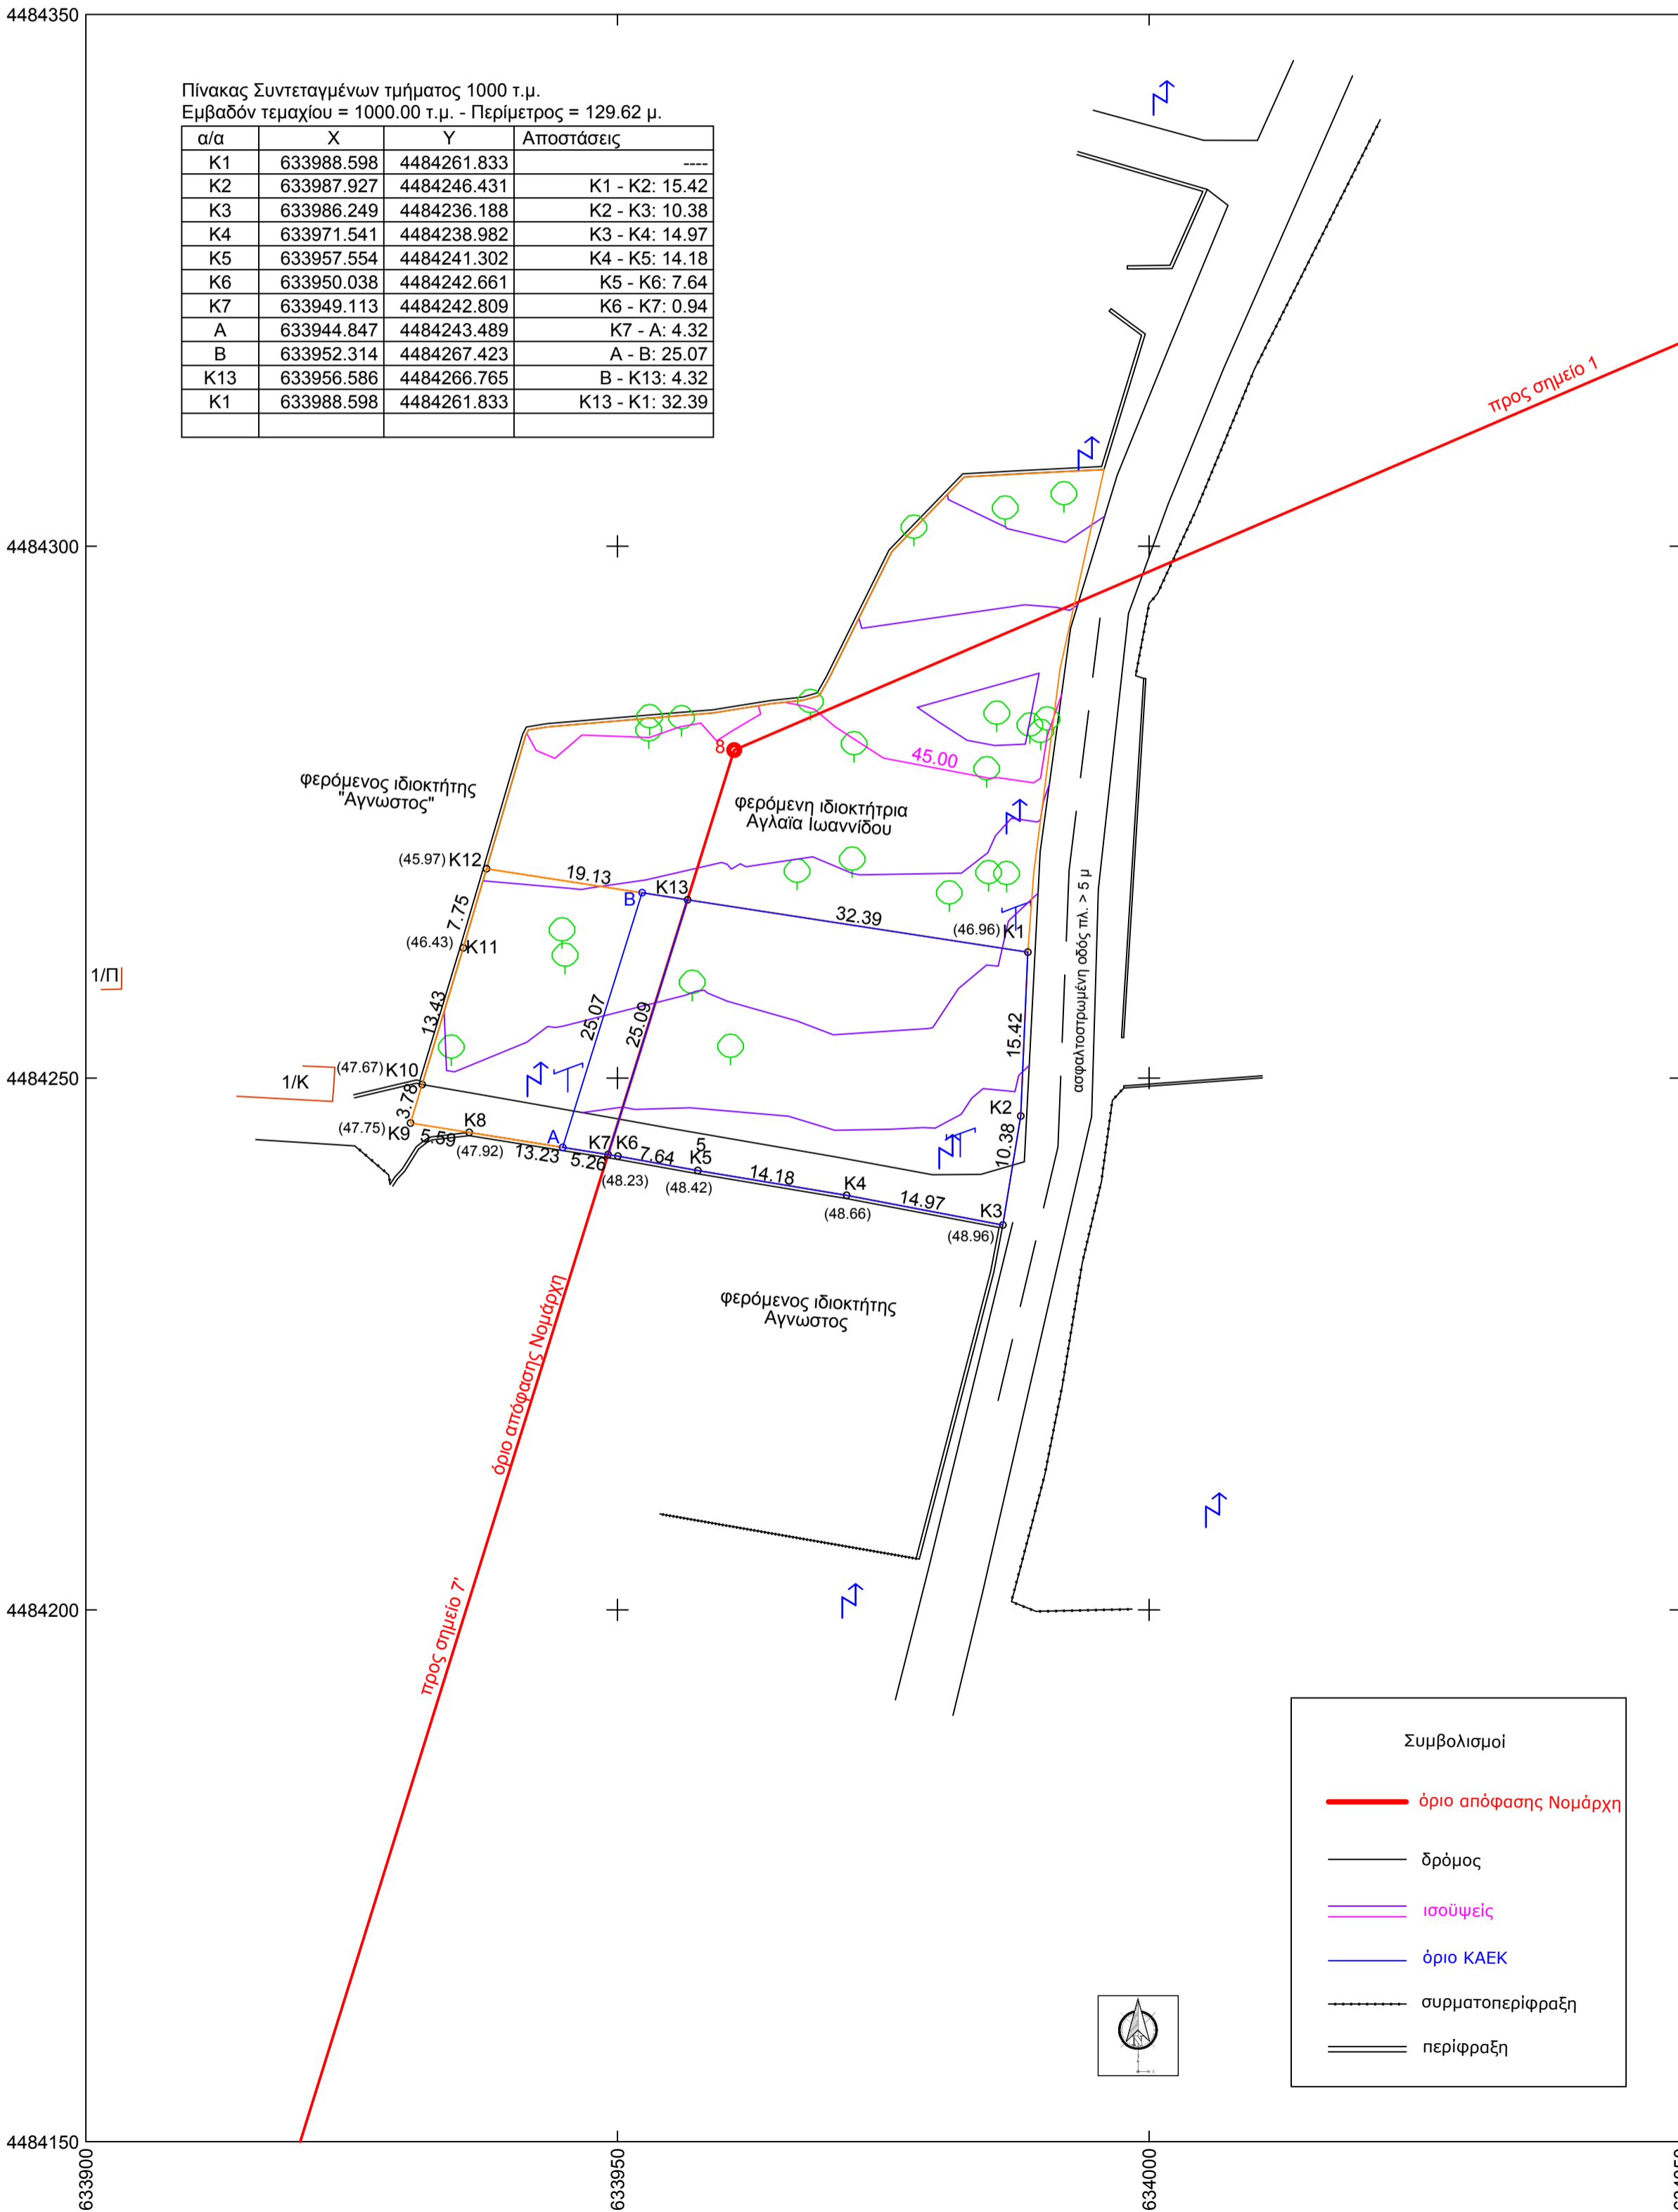 4484350
Πίνακας Συντεταγμένων τμήματος 1000 τ.μ.
Εμβαδόν τεμαχίου = 1000.00 τ.μ. - Περίμετρος = 129.62 μ.
α/α X Y Αποστάσεις
K1 633988.598 4484261.833 ----
K2 633987.927 4484246.431 K1 - K2: 15.42
K3 633986.249 4484236.188 K2 - K3: 10.38
K4 633971.541 4484238.982 K3 - K4: 14.97
K5 633957.554 4484241.302 K4 - K5: 14.18
K6 633950.038 4484242.661 K5 - K6: 7.64
K7 633949.113 4484242.809 K6 - K7: 0.94
A 633944.847 4484243.489 K7 - A: 4.32
B 633952.314 4484267.423 A - B: 25.07
K13 633956.586 4484266.765 B - K13: 4.32
K1 633988.598 4484261.833 K13 - K1: 32.39
προς σημείο 1
4484300
8
45.00
φερόμενος ιδιοκτήτης
"Αγνωστος"
φερόμενη ιδιοκτήτρια
Αγλαϊα Ιωαννίδου
(45.97) K12
19.13
B
K13
32.39
(46.96) K1
7.75
(46.43) K11
1/Π
13.43
25.07
25.09
15.42
ασφαλτοστρωμένη οδός πλ. > 5 μ
(47.67) K10
1/Κ
4484250
3.78
(47.75) K9
5.59
K8
(47.92)
13.23
A
5.26
K7 K6
(48.23)
7.64
5
K5
(48.42)
14.18
K4
(48.66)
14.97
K3
(48.96)
K2
10.38
φερόμενος ιδιοκτήτης
Αγνωστος
όριο απόφασης Νομάρχη
προς σημείο 7'
4484200
Συμβολισμοί
όριο απόφασης Νομάρχη
δρόμος
ισοϋψείς
όριο ΚΑΕΚ
συρματοπερίφραξη
περίφραξη
N
4484150
633900
633950
634000